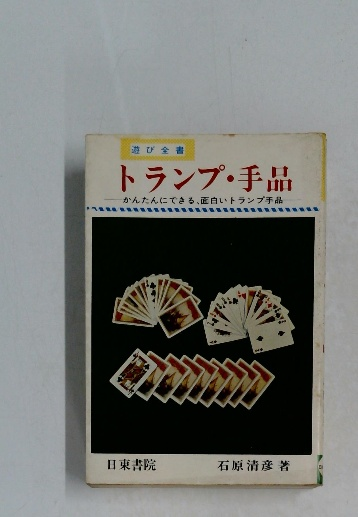 遊び全書
トランプ・手品
——かんたんにできる、面白いトランプ手品
日東書院 石原清彦著